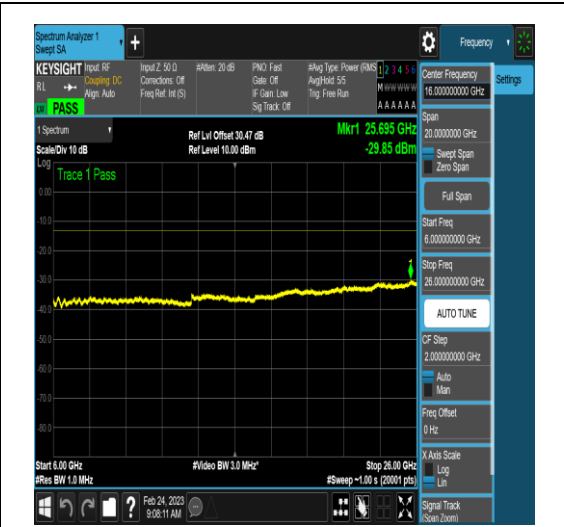 Spectrum Analyzer 1
Swept SA
+
Frequency
KEYSIGHT
Input: RF
Coupling: DC
Align: Auto
Input Z: 50 Ω
Corrections: Off
Freq Ref: Int (S)
#Atten: 20 dB
PNO: Fast
Gate: Off
IF Gain: Low
Sig Track: Off
#Avg Type: Power (RMS
Avg|Hold: 5/5
Trig: Free Run
1 2 3 4 5 6
M W W W W W
A A A A A A
RL
PASS
Center Frequency
16.000000000 GHz
Settings
Span
20.0000000 GHz
Swept Span
Zero Span
Full Span
Start Freq
6.000000000 GHz
Stop Freq
26.000000000 GHz
AUTO TUNE
CF Step
2.000000000 GHz
Auto
Man
Freq Offset
0 Hz
X Axis Scale
Log
Lin
Signal Track
(Span Zoom)
1 Spectrum
Ref Lvl Offset 30.47 dB
Mkr1 25.695 GHz
Scale/Div 10 dB
Ref Level 10.00 dBm
-29.85 dBm
Log
Trace 1 Pass
0.00
-10.0
-20.0
-30.0
-40.0
-50.0
-60.0
-70.0
-80.0
1
Start 6.00 GHz
#Video BW 3.0 MHz*
Stop 26.00 GHz
#Res BW 1.0 MHz
#Sweep ~1.00 s (20001 pts)
?
Feb 24, 2023
9:08:11 AM